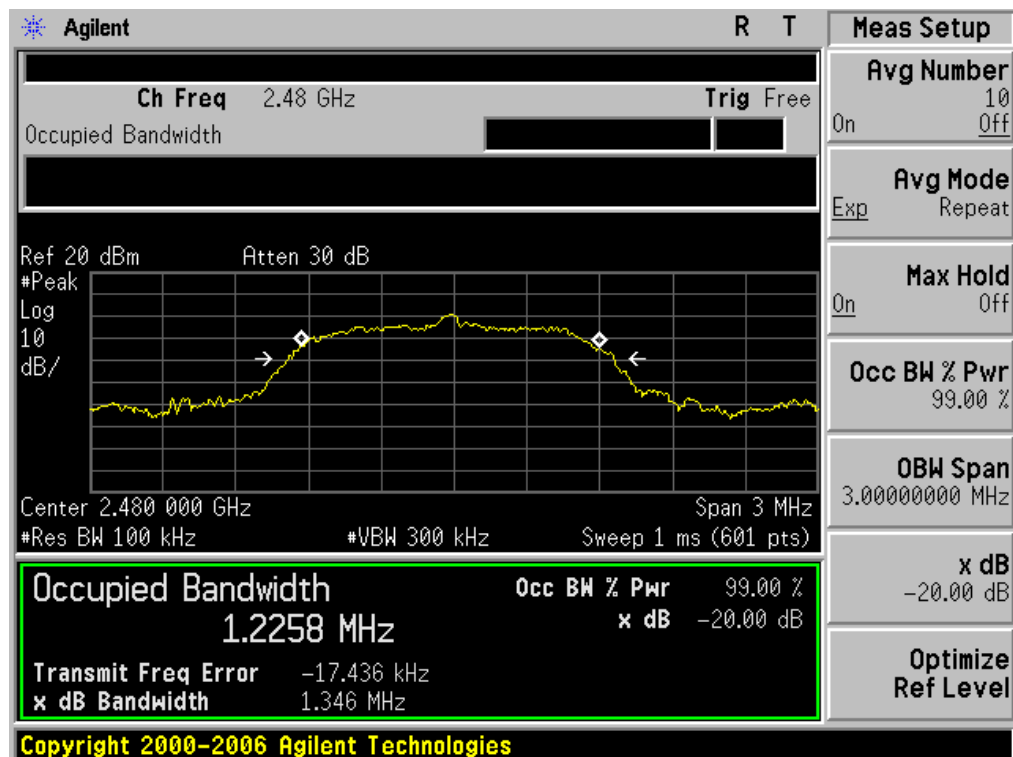 Agilent R T Meas Setup
Ch Freq 2.48 GHz Trig Free
Occupied Bandwidth
Ref 20 dBm Atten 30 dB
#Peak
Log
10
dB/
Center 2.480 000 GHz Span 3 MHz
#Res BW 100 kHz #VBW 300 kHz Sweep 1 ms (601 pts)
Occupied Bandwidth Occ BW % Pwr 99.00 %
1.2258 MHz x dB -20.00 dB
Transmit Freq Error -17.436 kHz
x dB Bandwidth 1.346 MHz
Copyright 2000-2006 Agilent Technologies
Avg Number
10
On Off
Avg Mode
Exp Repeat
Max Hold
On Off
Occ BW % Pwr
99.00 %
OBW Span
3.00000000 MHz
x dB
-20.00 dB
Optimize
Ref Level